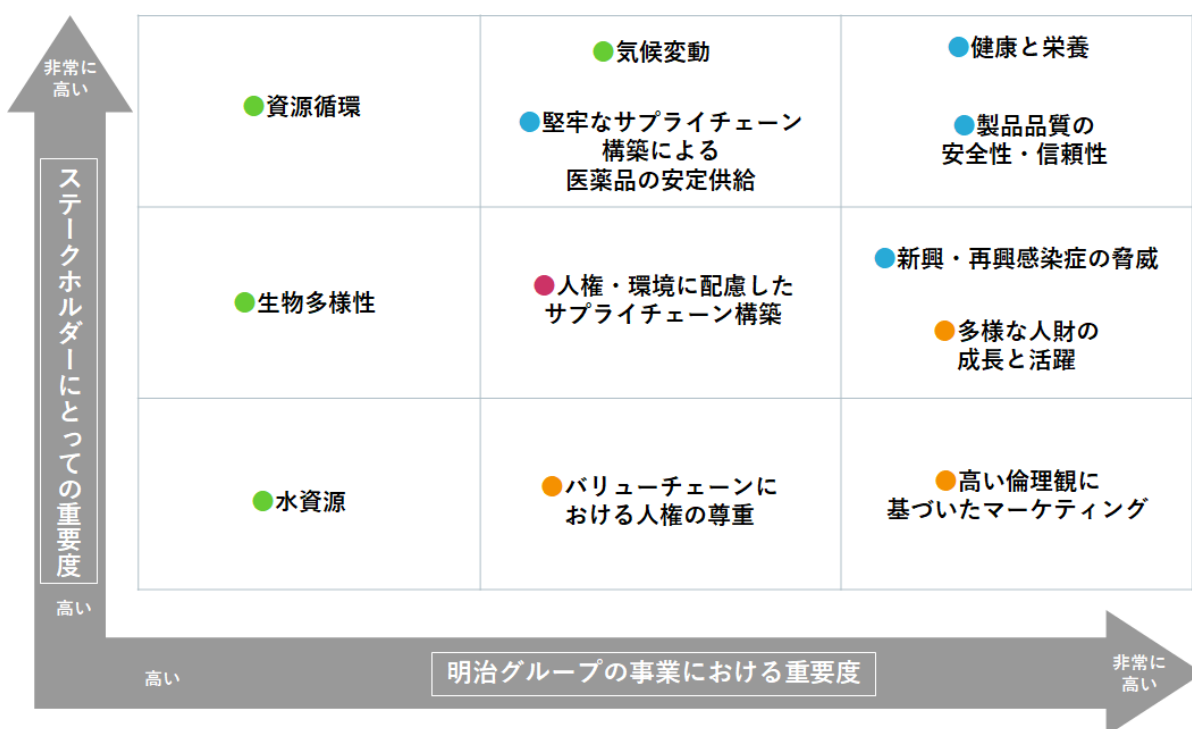 非常に
高い
ステークホルダーにとっての重要度
高い
●資源循環
●気候変動
●堅牢なサプライチェーン
構築による
医薬品の安定供給
●健康と栄養
●製品品質の
安全性・信頼性
●生物多様性
●人権・環境に配慮した
サプライチェーン構築
●新興・再興感染症の脅威
●多様な人財の
成長と活躍
●水資源
●バリューチェーンに
おける人権の尊重
●高い倫理観に
基づいたマーケティング
高い
明治グループの事業における重要度
非常に
高い